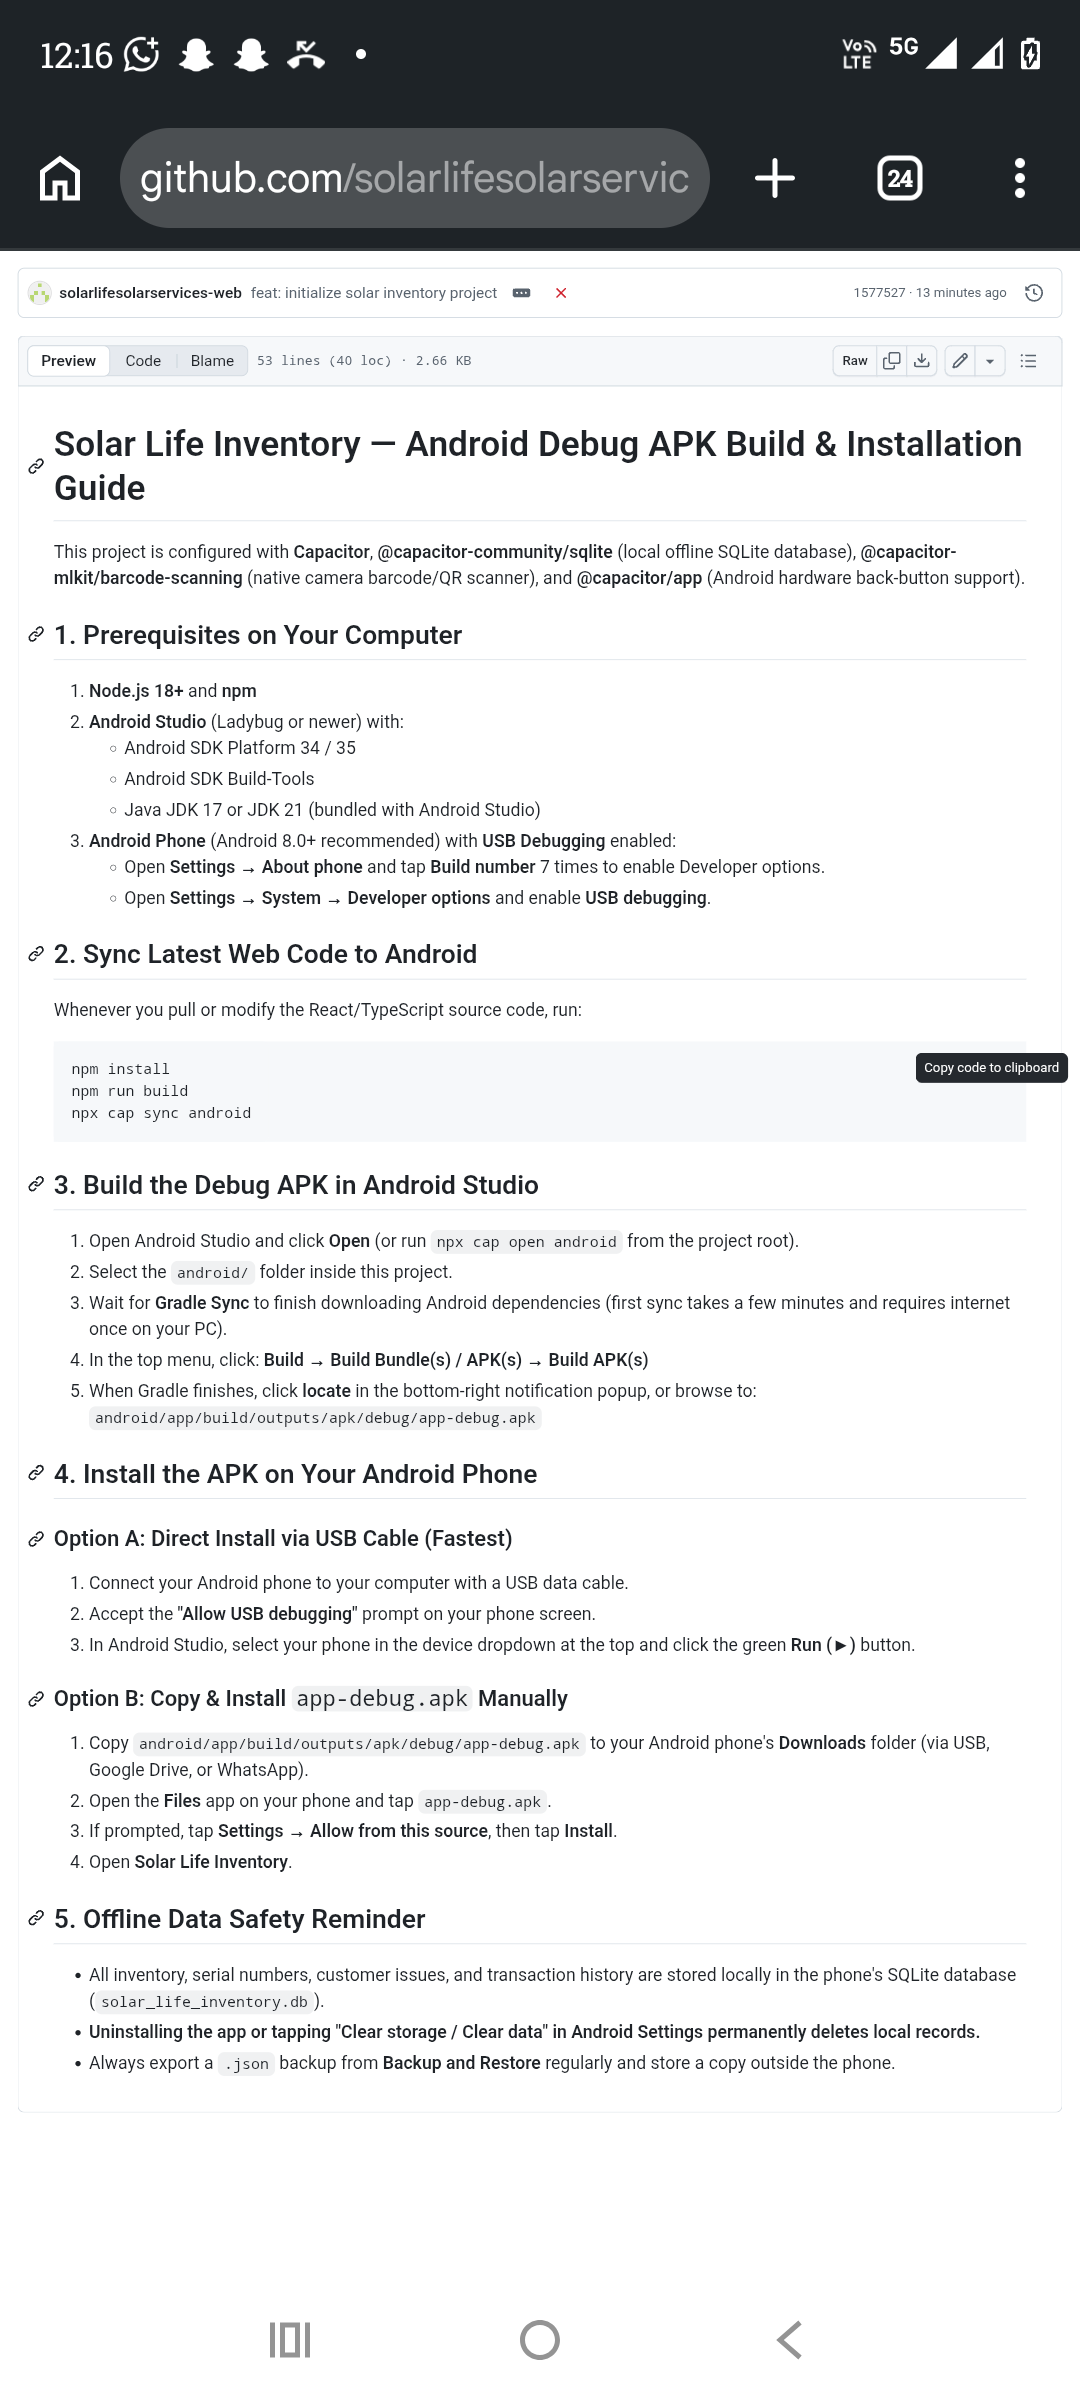 12:16
Vo LTE 5G
github.com/solarlifesolarservic
24
solarlifesolarservices-web feat: initialize solar inventory project 1577527 · 13 minutes ago
Preview Code Blame 53 lines (40 loc) · 2.66 KB Raw
Solar Life Inventory — Android Debug APK Build & Installation
Guide
This project is configured with Capacitor, @capacitor-community/sqlite (local offline SQLite database), @capacitor-
mlkit/barcode-scanning (native camera barcode/QR scanner), and @capacitor/app (Android hardware back-button support).
1. Prerequisites on Your Computer
1. Node.js 18+ and npm
2. Android Studio (Ladybug or newer) with:
◦ Android SDK Platform 34 / 35
◦ Android SDK Build-Tools
◦ Java JDK 17 or JDK 21 (bundled with Android Studio)
3. Android Phone (Android 8.0+ recommended) with USB Debugging enabled:
◦ Open Settings → About phone and tap Build number 7 times to enable Developer options.
◦ Open Settings → System → Developer options and enable USB debugging.
2. Sync Latest Web Code to Android
Whenever you pull or modify the React/TypeScript source code, run:
npm install
Copy code to clipboard
npm run build
npx cap sync android
3. Build the Debug APK in Android Studio
1. Open Android Studio and click Open (or run npx cap open android from the project root).
2. Select the android/ folder inside this project.
3. Wait for Gradle Sync to finish downloading Android dependencies (first sync takes a few minutes and requires internet
once on your PC).
4. In the top menu, click: Build → Build Bundle(s) / APK(s) → Build APK(s)
5. When Gradle finishes, click locate in the bottom-right notification popup, or browse to:
android/app/build/outputs/apk/debug/app-debug.apk
4. Install the APK on Your Android Phone
Option A: Direct Install via USB Cable (Fastest)
1. Connect your Android phone to your computer with a USB data cable.
2. Accept the "Allow USB debugging" prompt on your phone screen.
3. In Android Studio, select your phone in the device dropdown at the top and click the green Run (▶) button.
Option B: Copy & Install app-debug.apk Manually
1. Copy android/app/build/outputs/apk/debug/app-debug.apk to your Android phone's Downloads folder (via USB,
Google Drive, or WhatsApp).
2. Open the Files app on your phone and tap app-debug.apk.
3. If prompted, tap Settings → Allow from this source, then tap Install.
4. Open Solar Life Inventory.
5. Offline Data Safety Reminder
• All inventory, serial numbers, customer issues, and transaction history are stored locally in the phone's SQLite database
(solar_life_inventory.db).
• Uninstalling the app or tapping "Clear storage / Clear data" in Android Settings permanently deletes local records.
• Always export a .json backup from Backup and Restore regularly and store a copy outside the phone.